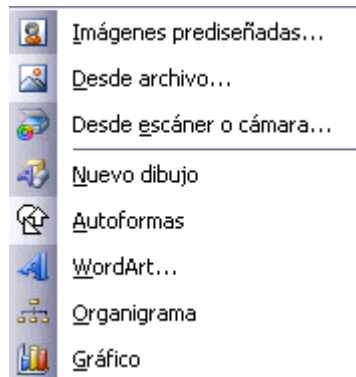 Imágenes prediseñadas...
Desde archivo...
Desde escáner o cámara...
Nuevo dibujo
Autoformas
WordArt...
Organigrama
Gráfico